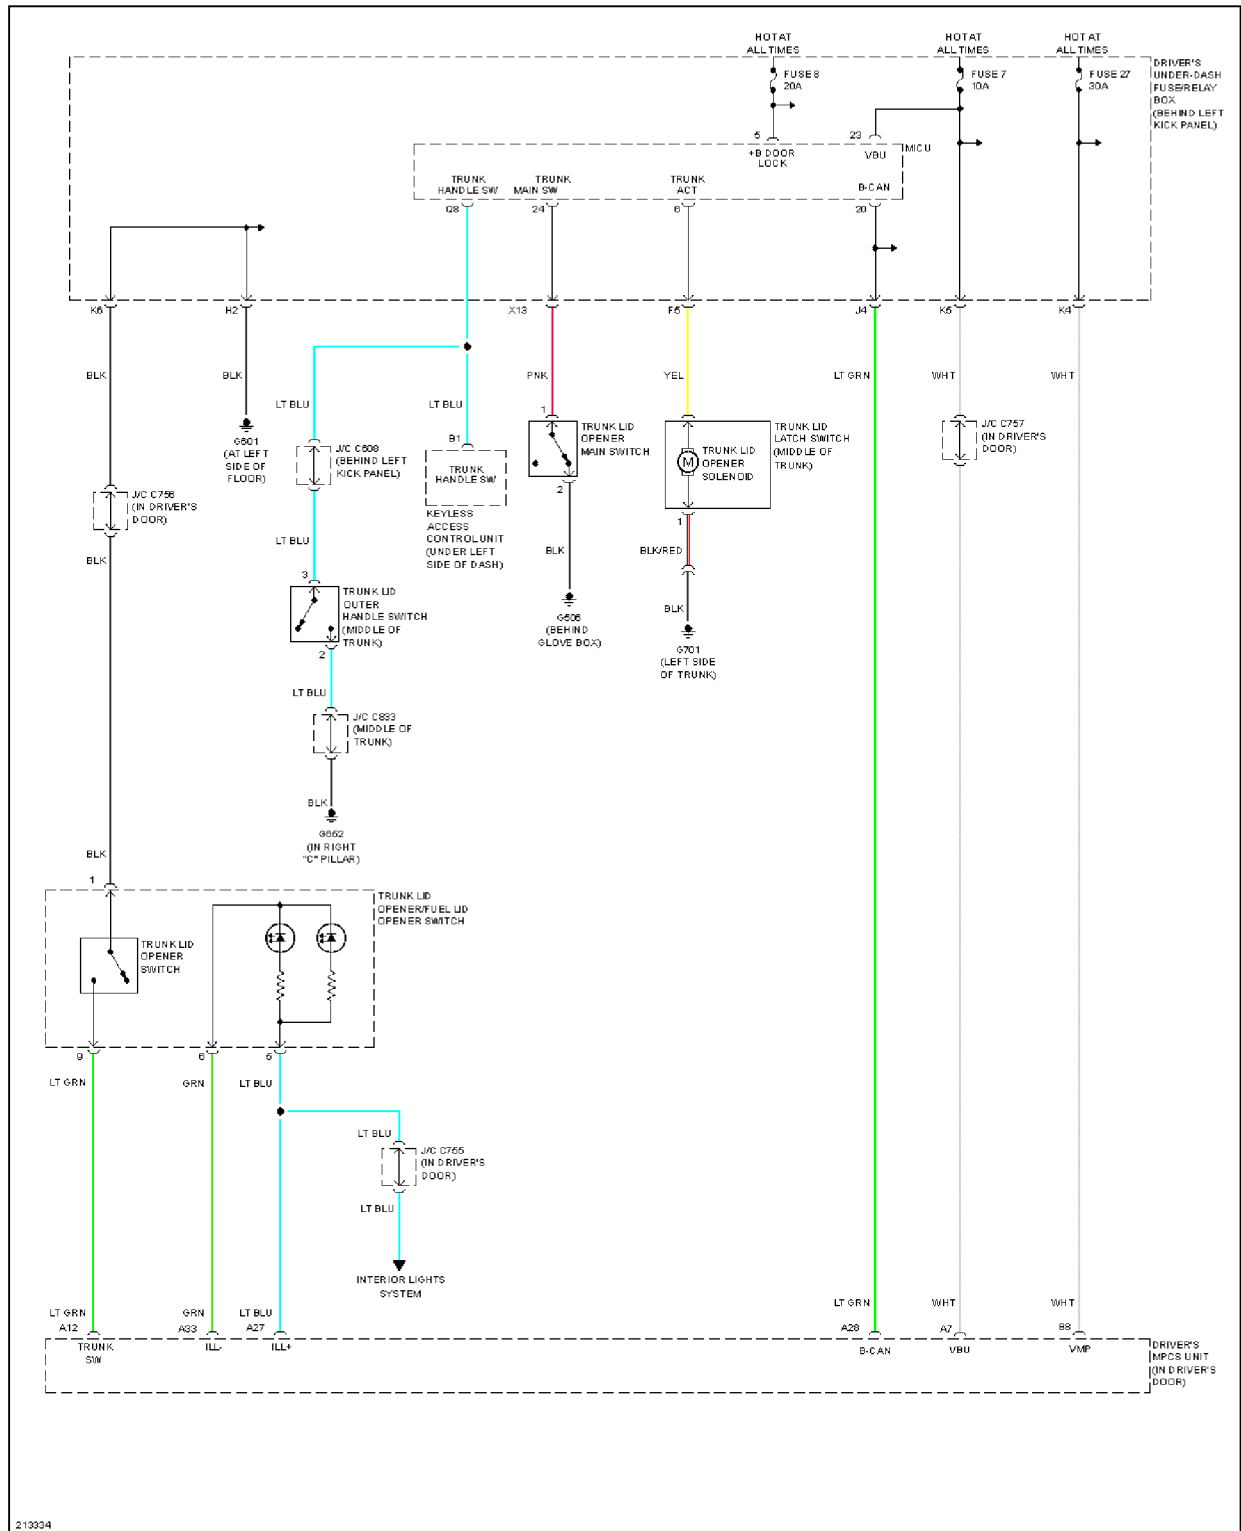 HOT AT
ALL TIMES
HOT AT
ALL TIMES
HOT AT
ALL TIMES
FUSE 8
20A
FUSE 7
10A
FUSE 27
30A
DRIVER'S
UNDER-DASH
FUSE/RELAY
BOX
(BEHIND LEFT
KICK PANEL)
5
+B DOOR
LOCK
23
VBU
MICU
TRUNK
HANDLE SW
TRUNK
MAIN SW
TRUNK
ACT
B-CAN
Q8
24
6
20
K6
H2
X13
F5
J4
K5
K4
BLK
BLK
LT BLU
LT BLU
PNK
YEL
LT GRN
WHT
WHT
G601
(AT LEFT
SIDE OF
FLOOR)
J/C C608
(BEHIND LEFT
KICK PANEL)
B1
TRUNK
HANDLE SW
KEYLESS
ACCESS
CONTROL UNIT
(UNDER LEFT
SIDE OF DASH)
1
TRUNK LID
OPENER
MAIN SWITCH
2
BLK
G506
(BEHIND
GLOVE BOX)
M
TRUNK LID
OPENER
SOLENOID
TRUNK LID
LATCH SWITCH
(MIDDLE OF
TRUNK)
1
BLK/RED
BLK
G701
(LEFT SIDE
OF TRUNK)
J/C C757
(IN DRIVER'S
DOOR)
J/C C756
(IN DRIVER'S
DOOR)
BLK
LT BLU
3
TRUNK LID
OUTER
HANDLE SWITCH
(MIDDLE OF
TRUNK)
2
LT BLU
J/C C833
(MIDDLE OF
TRUNK)
BLK
G652
(IN RIGHT
"C" PILLAR)
BLK
1
TRUNK LID
OPENER/FUEL LID
OPENER SWITCH
TRUNK LID
OPENER
SWITCH
9
6
5
LT GRN
GRN
LT BLU
LT BLU
J/C C755
(IN DRIVER'S
DOOR)
LT BLU
INTERIOR LIGHTS
SYSTEM
LT GRN
GRN
LT BLU
LT GRN
WHT
WHT
A12
A33
A27
A28
A7
B8
TRUNK
SW
ILL-
ILL+
B-CAN
VBU
VMP
DRIVER'S
MPCS UNIT
(IN DRIVER'S
DOOR)
213334